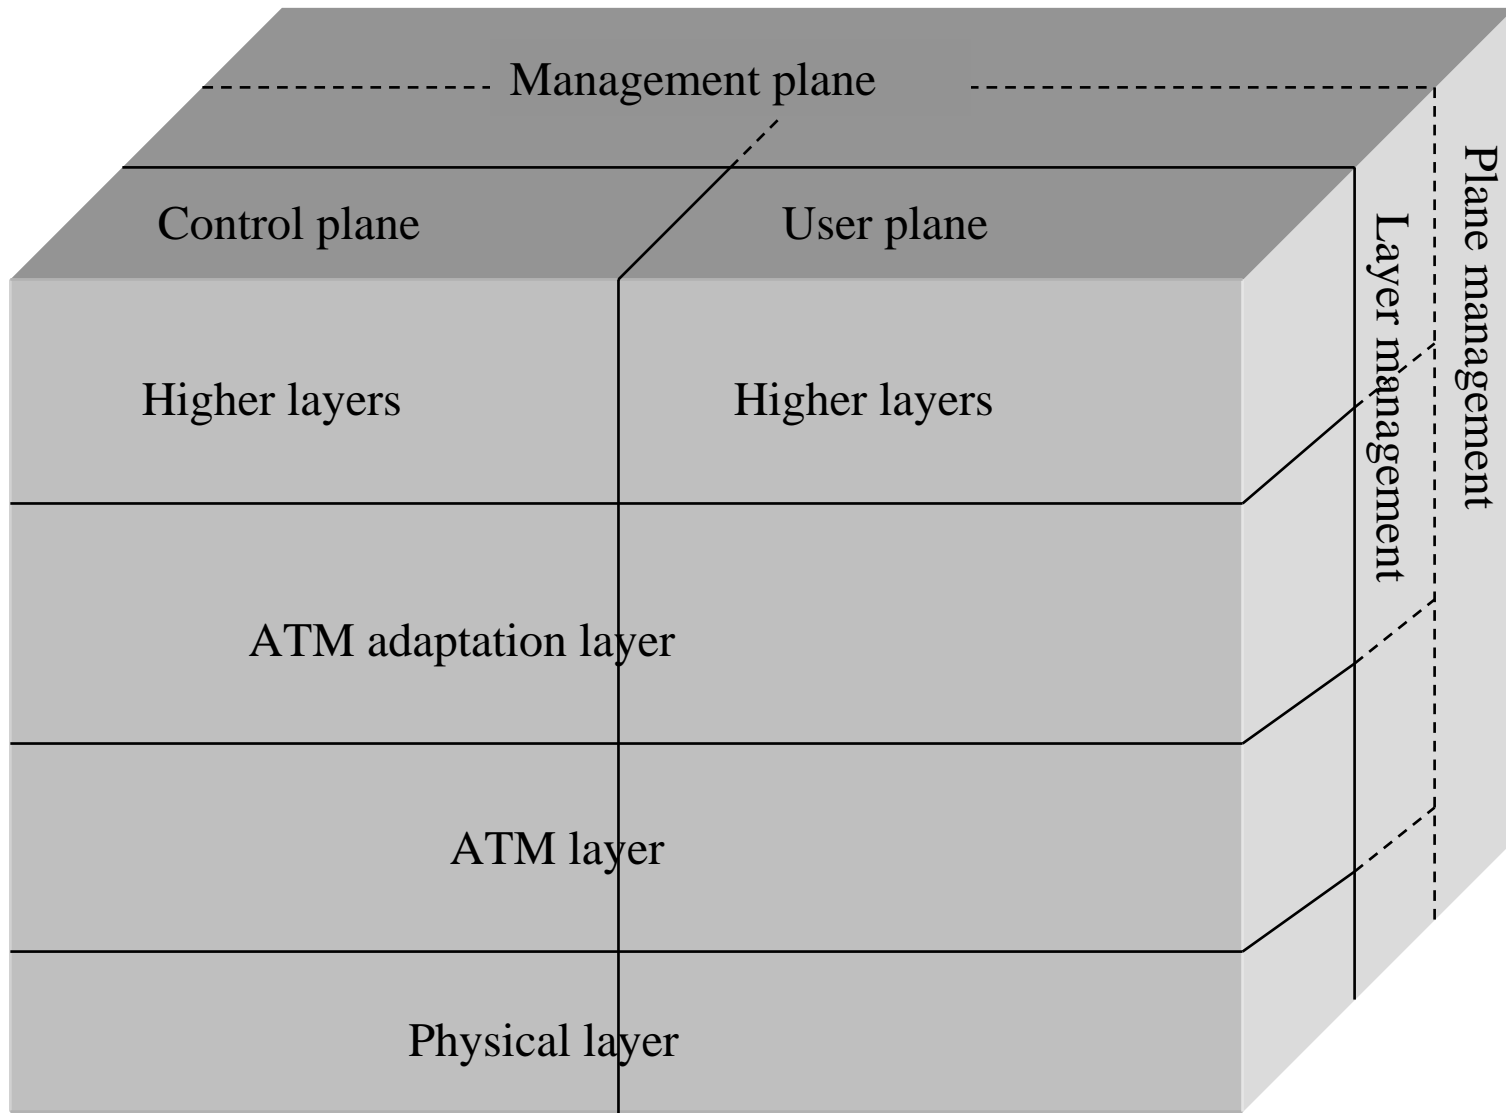 Management plane
Control plane
User plane
Plane management
Layer management
Higher layers
Higher layers
ATM adaptation layer
ATM layer
Physical layer